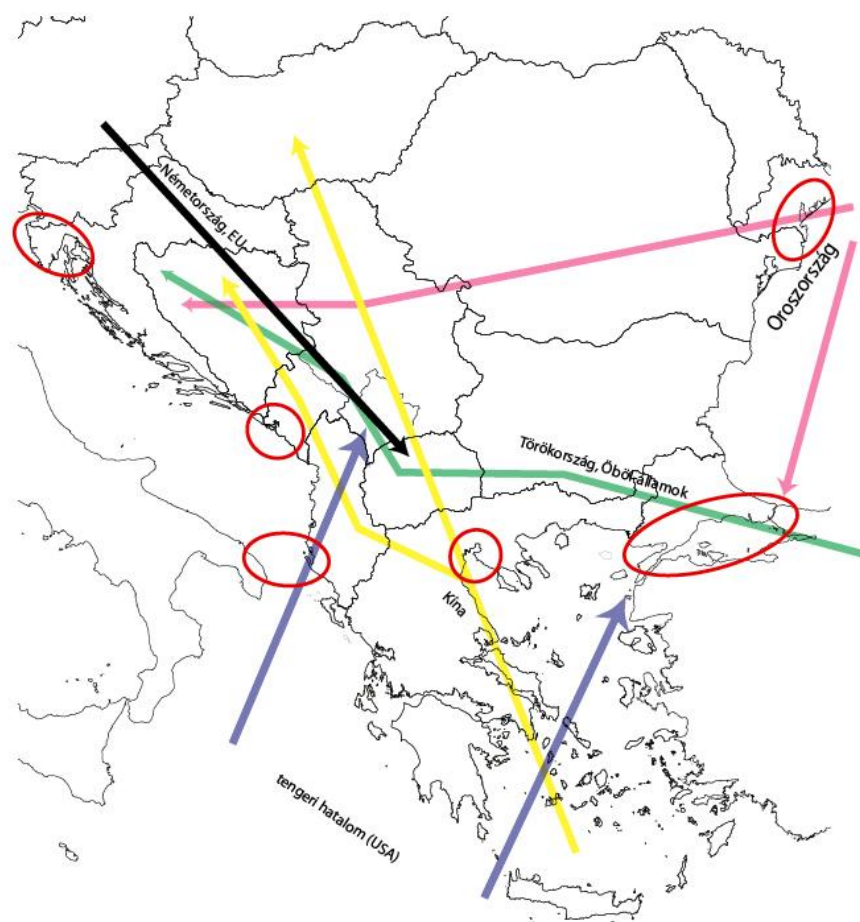 Németország, EU
Oroszország
Törökország, Öböl-államok
Kína
tengeri hatalom (USA)